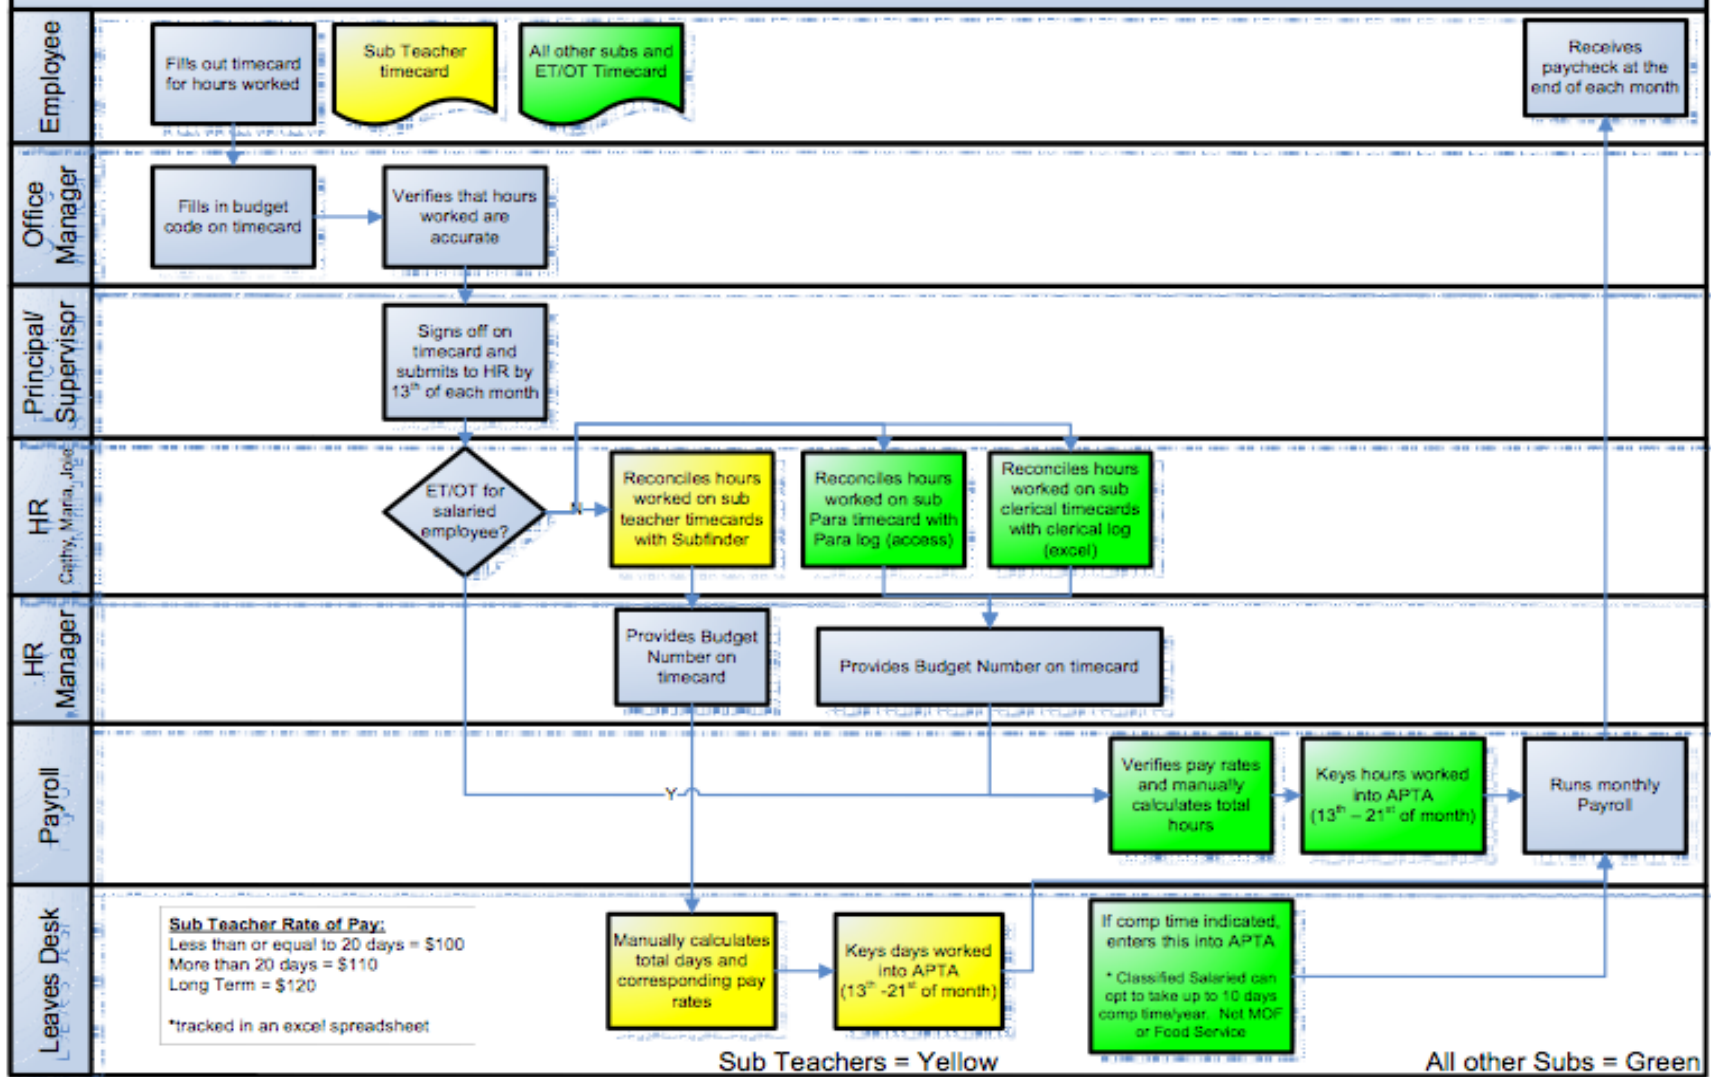 Employee
Fills out timecard
for hours worked
Sub Teacher
timecard
All other subs and
ET/OT Timecard
Receives
paycheck at the
end of each month
Office
Manager
Fills in budget
code on timecard
Verifies that hours
worked are
accurate
Principal/
Supervisor
Signs off on
timecard and
submits to HR by
13th of each month
HR
Cathy, Maria, Joie
ET/OT for
salaried
employee?
N
Reconciles hours
worked on sub
teacher timecards
with Subfinder
Reconciles hours
worked on sub
Para timecard with
Para log (access)
Reconciles hours
worked on sub
clerical timecards
with clerical log
(excel)
HR
Manager
Provides Budget
Number on
timecard
Provides Budget Number on timecard
Payroll
Y
Verifies pay rates
and manually
calculates total
hours
Keys hours worked
into APTA
(13th – 21st of month)
Runs monthly
Payroll
Leaves Desk
Sub Teacher Rate of Pay:
Less than or equal to 20 days = $100
More than 20 days = $110
Long Term = $120
*tracked in an excel spreadsheet
Manually calculates
total days and
corresponding pay
rates
Keys days worked
into APTA
(13th -21st of month)
If comp time indicated,
enters this into APTA
* Classified Salaried can
opt to take up to 10 days
comp time/year. Not MOF
or Food Service
Sub Teachers = Yellow
All other Subs = Green